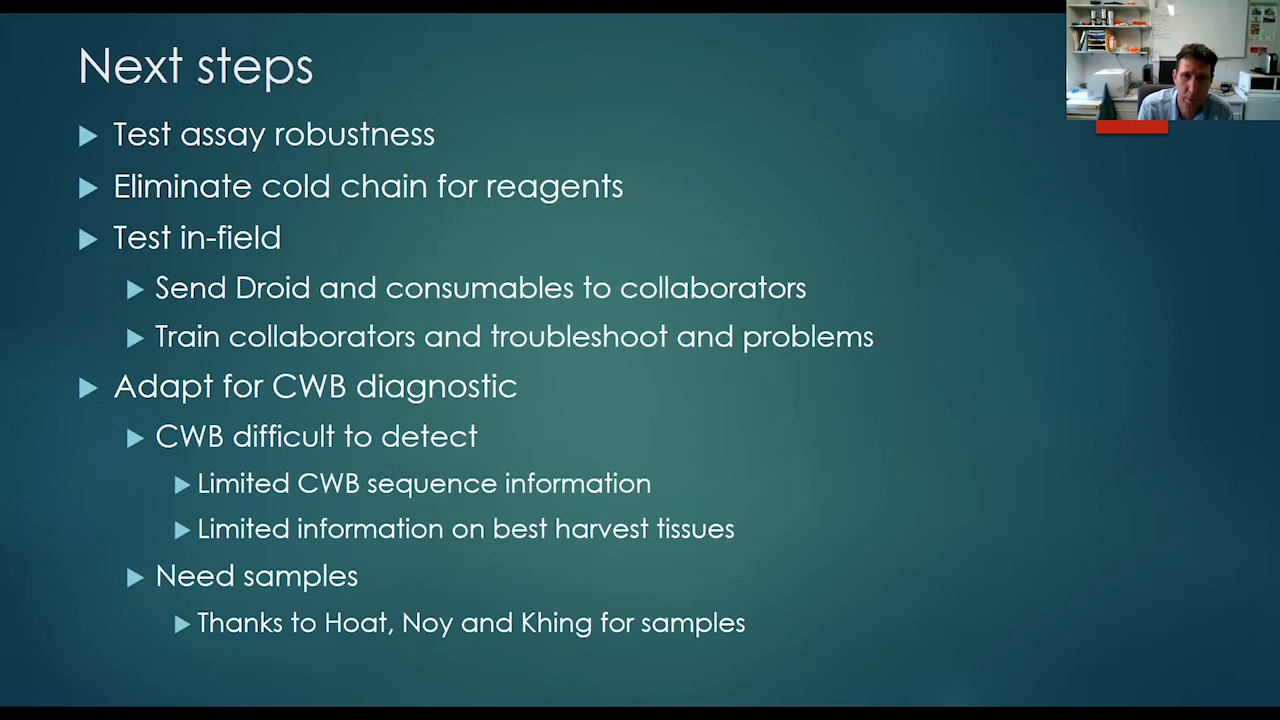 Next steps
Test assay robustness
Eliminate cold chain for reagents
Test in-field
Send Droid and consumables to collaborators
Train collaborators and troubleshoot and problems
Adapt for CWB diagnostic
CWB difficult to detect
Limited CWB sequence information
Limited information on best harvest tissues
Need samples
Thanks to Hoat, Noy and Khing for samples